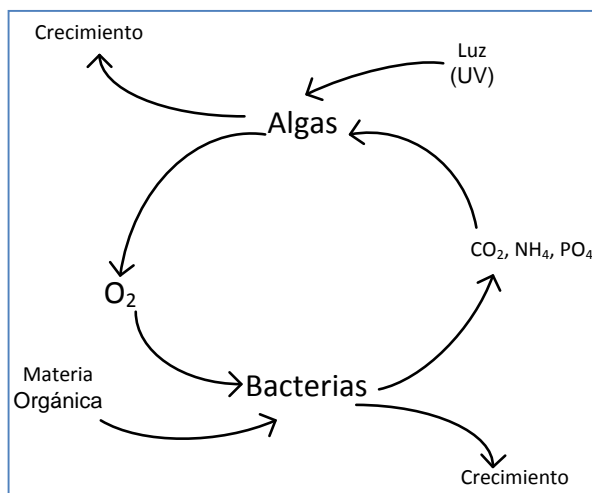 Crecimiento
Luz
(UV)
Algas
CO₂, NH₄, PO₄
O₂
Materia
Orgánica
Bacterias
Crecimiento